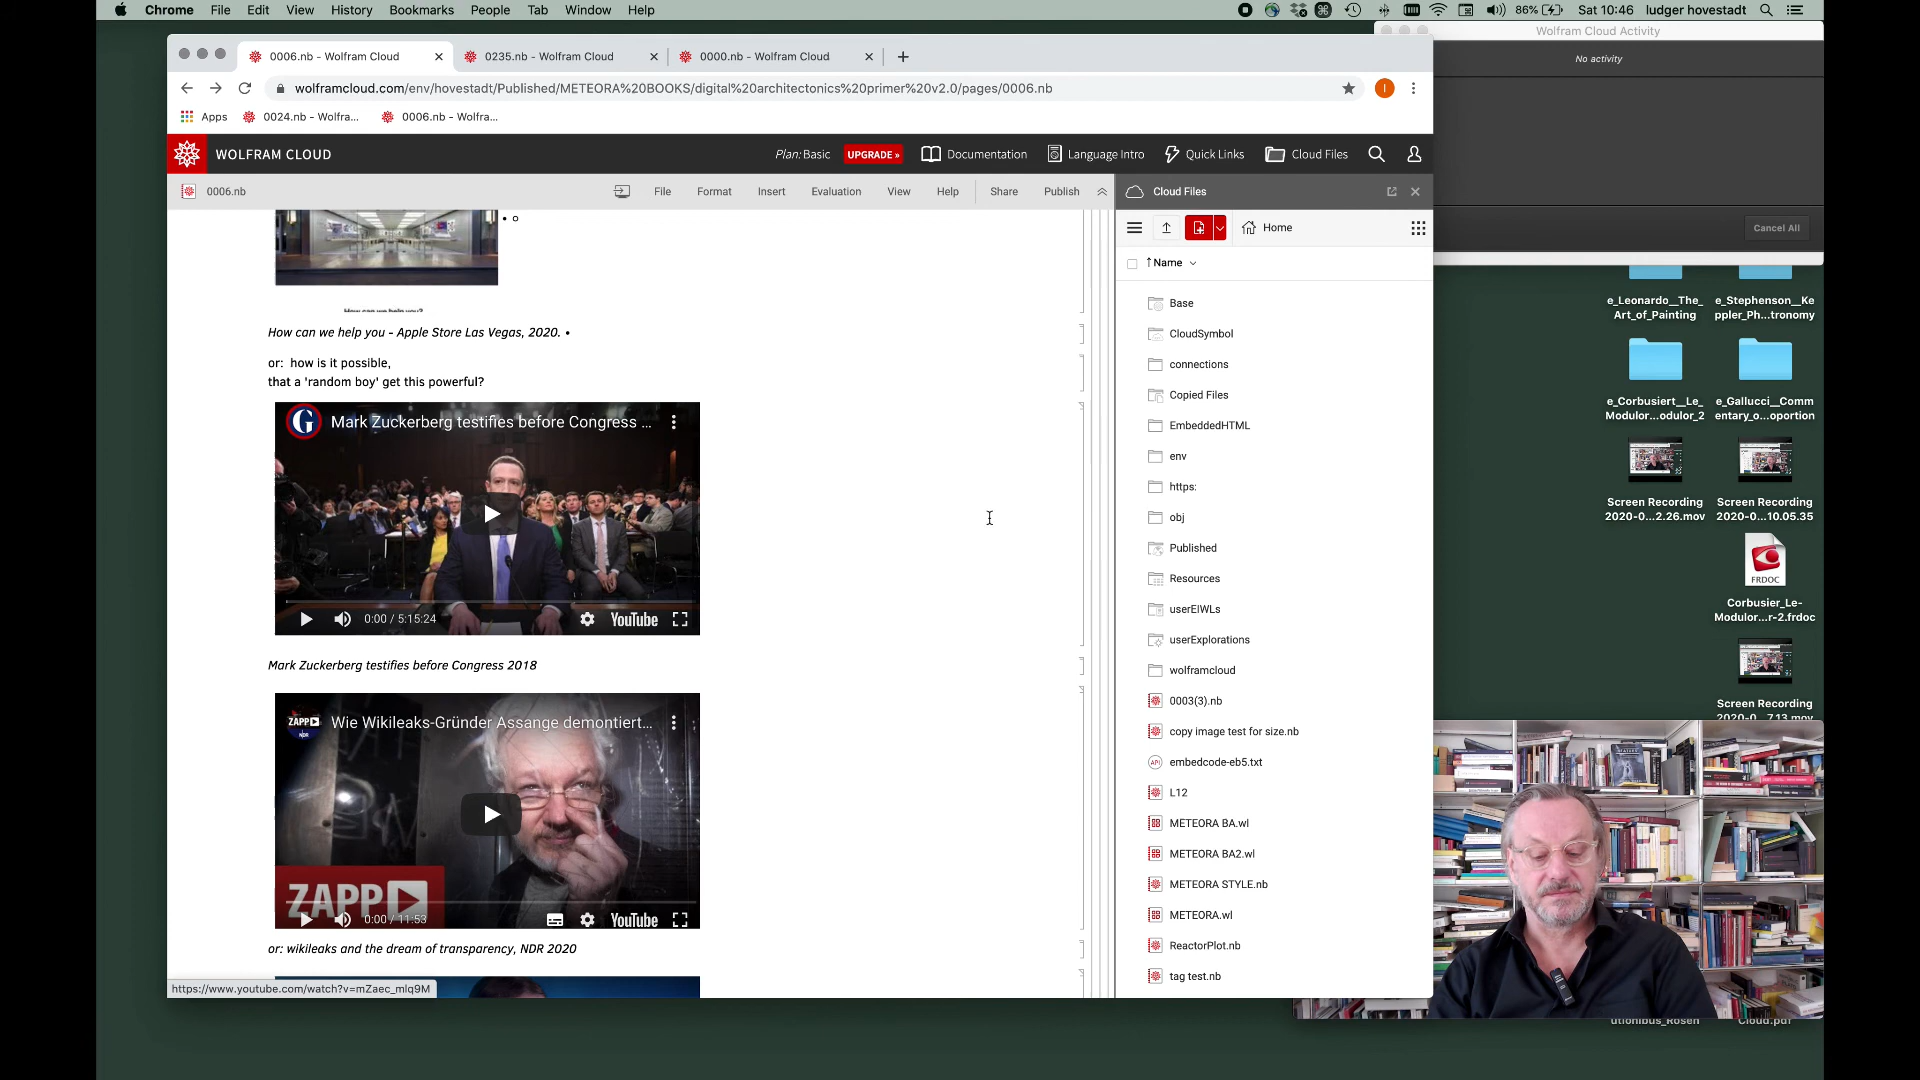 Chrome File Edit View History Bookmarks People Tab Window Help
86% Sat 10:46 ludger hovestadt
Wolfram Cloud Activity
No activity
Cancel All
0006.nb - Wolfram Cloud
0235.nb - Wolfram Cloud
0000.nb - Wolfram Cloud
wolframcloud.com/env/hovestadt/Published/METEORA%20BOOKS/digital%20architectonics%20primer%20v2.0/pages/0006.nb
Apps 0024.nb - Wolfra... 0006.nb - Wolfra...
WOLFRAM CLOUD
Plan: Basic UPGRADE » Documentation Language Intro Quick Links Cloud Files
0006.nb
File Format Insert Evaluation View Help Share Publish
Cloud Files
Home
Name
Base
CloudSymbol
connections
Copied Files
EmbeddedHTML
env
https:
obj
Published
Resources
userEIWLs
userExplorations
wolframcloud
0003(3).nb
copy image test for size.nb
embedcode-eb5.txt
L12
METEORA BA.wl
METEORA BA2.wl
METEORA STYLE.nb
METEORA.wl
ReactorPlot.nb
tag test.nb
How can we help you - Apple Store Las Vegas, 2020. •
or: how is it possible,
that a 'random boy' get this powerful?
G
Mark Zuckerberg testifies before Congress ...
0:00 / 5:15:24 YouTube
Mark Zuckerberg testifies before Congress 2018
ZAPP
NDR
Wie Wikileaks-Gründer Assange demontiert...
ZAPP
0:00 / 11:53 YouTube
or: wikileaks and the dream of transparency, NDR 2020
https://www.youtube.com/watch?v=mZaec_mlq9M
e_Leonardo__The_
Art_of_Painting
e_Stephenson__Ke
ppler_Ph...tronomy
e_Corbusiert__Le_
Modulor...odulor_2
e_Gallucci__Comm
entary_o...oportion
Screen Recording
2020-0...2.26.mov
Screen Recording
2020-0...10.05.35
FRDOC
Corbusier_Le-
Modulor...r-2.frdoc
Screen Recording
2020-0...7.13.mov
utionibus_Rosen
Cloud.pdf